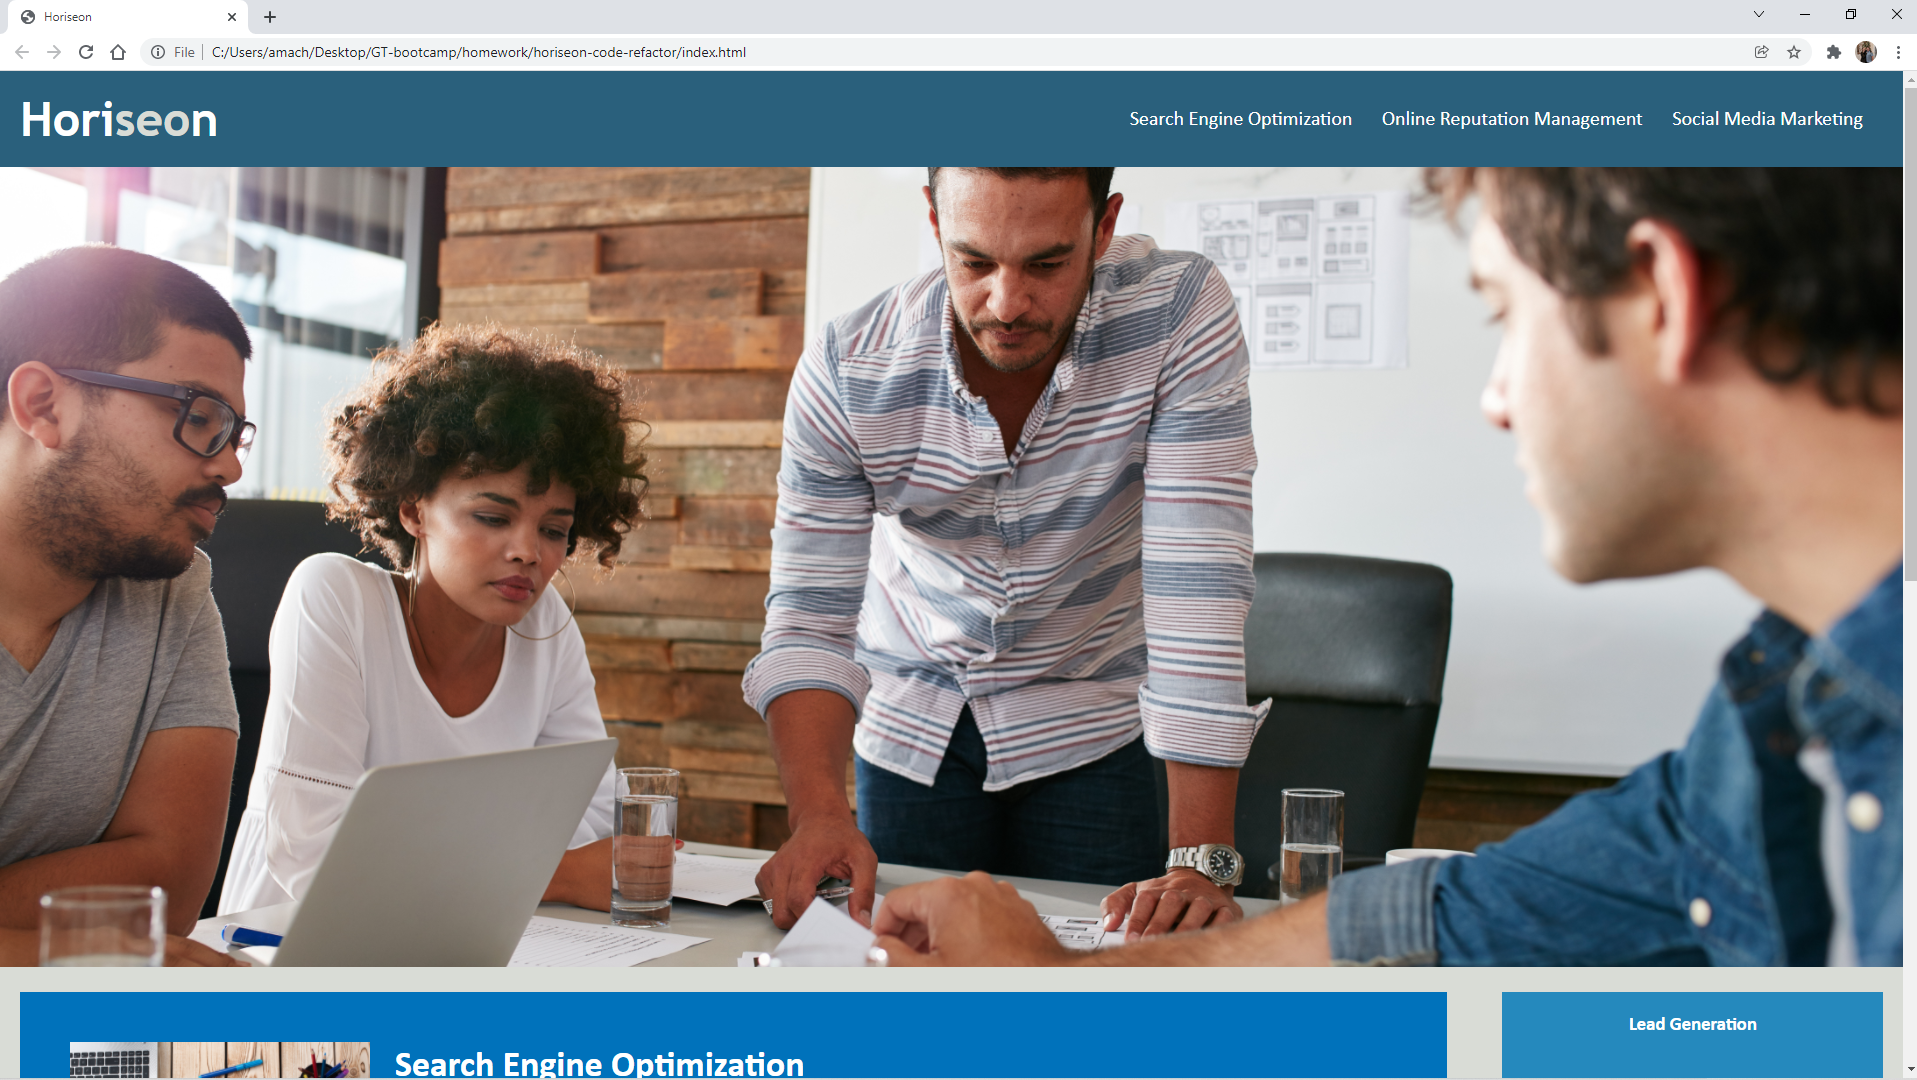 Horiseon
File C:/Users/amach/Desktop/GT-bootcamp/homework/horiseon-code-refactor/index.html
Horiseon
Search Engine Optimization Online Reputation Management Social Media Marketing
Search Engine Optimization
Lead Generation